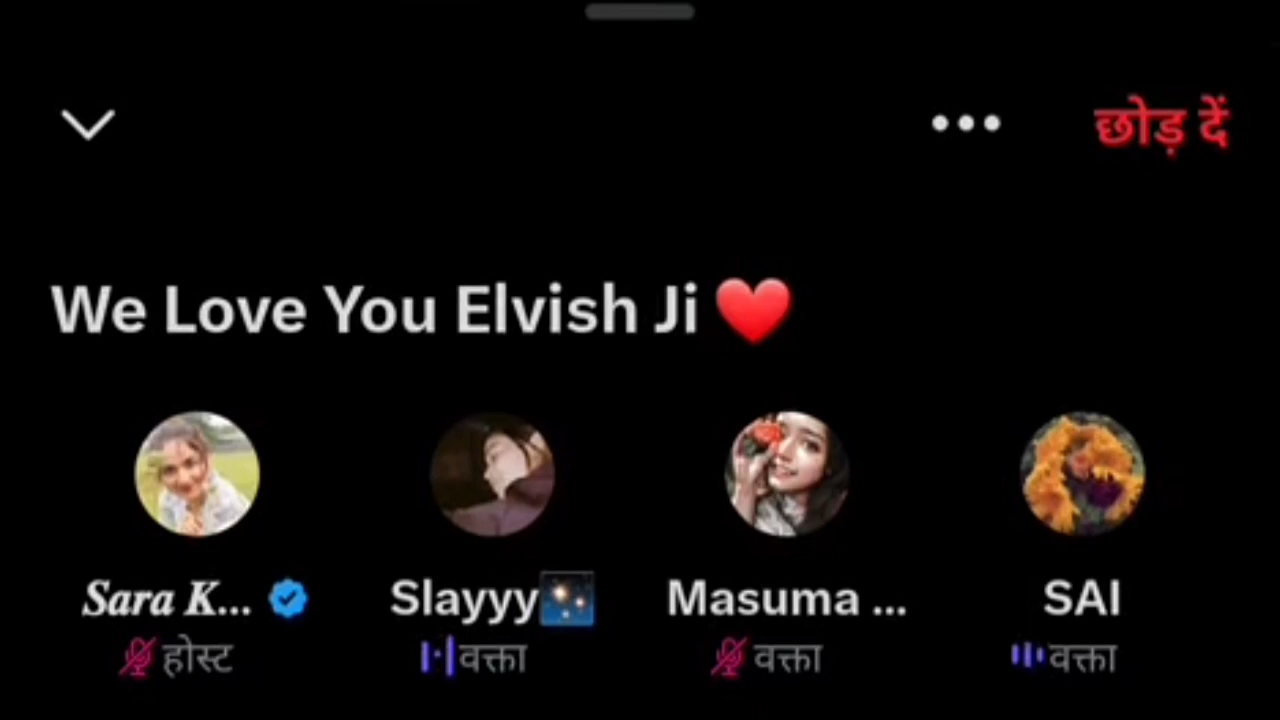 छोड़ दें
We Love You Elvish Ji ❤️
Sara K... Slayyy🎇 Masuma ... SAI
होस्ट वक्ता वक्ता वक्ता